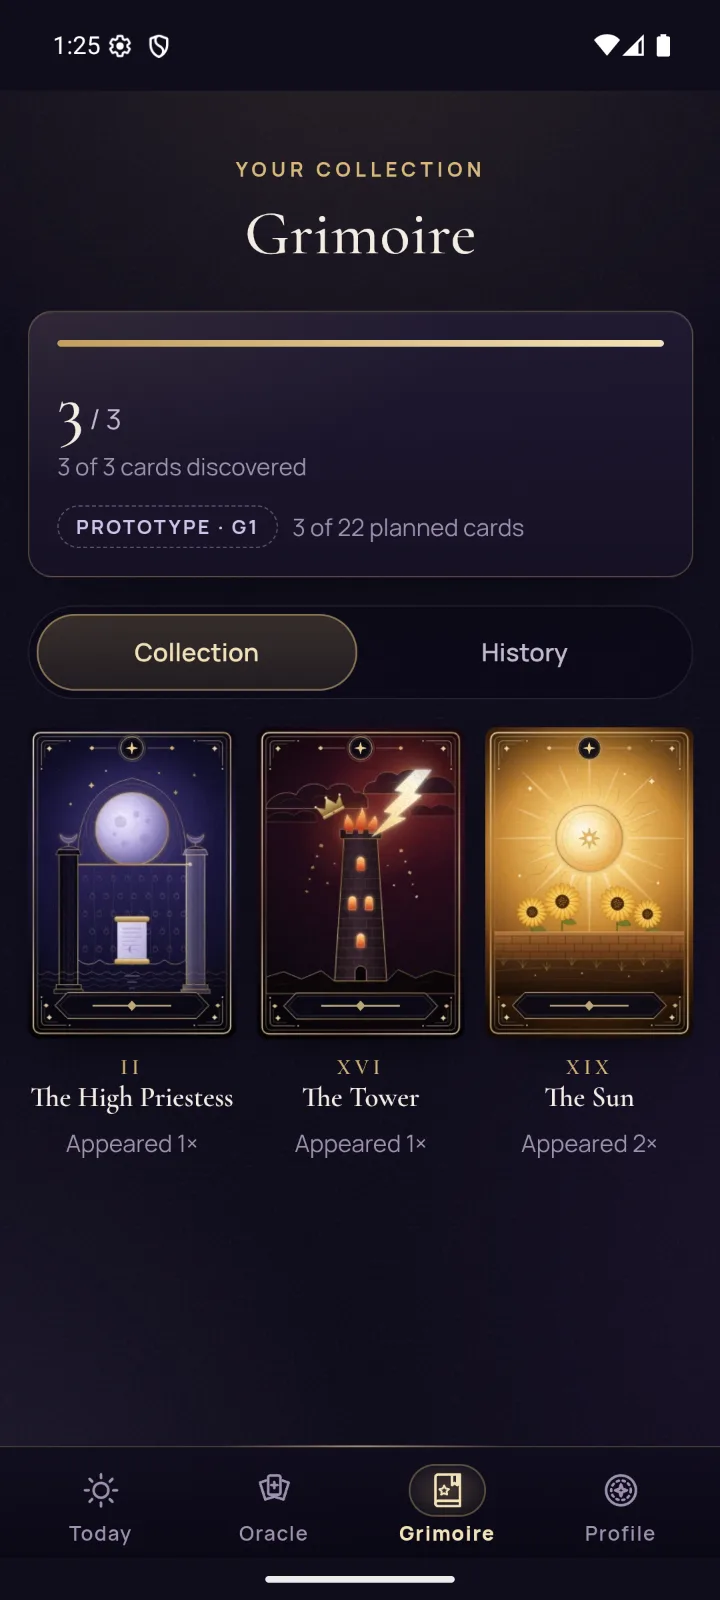 1:25
YOUR COLLECTION
Grimoire
3 / 3
3 of 3 cards discovered
PROTOTYPE · G1 3 of 22 planned cards
Collection History
II XVI XIX
The High Priestess The Tower The Sun
Appeared 1× Appeared 1× Appeared 2×
Today Oracle Grimoire Profile